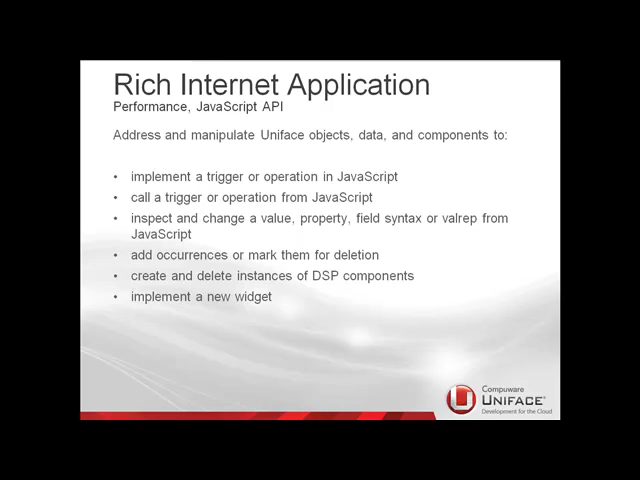 Rich Internet Application
Performance, JavaScript API
Address and manipulate Uniface objects, data, and components to:
• implement a trigger or operation in JavaScript
• call a trigger or operation from JavaScript
• inspect and change a value, property, field syntax or valrep from
JavaScript
• add occurrences or mark them for deletion
• create and delete instances of DSP components
• implement a new widget
Compuware
UNIFACE®
Development for the Cloud